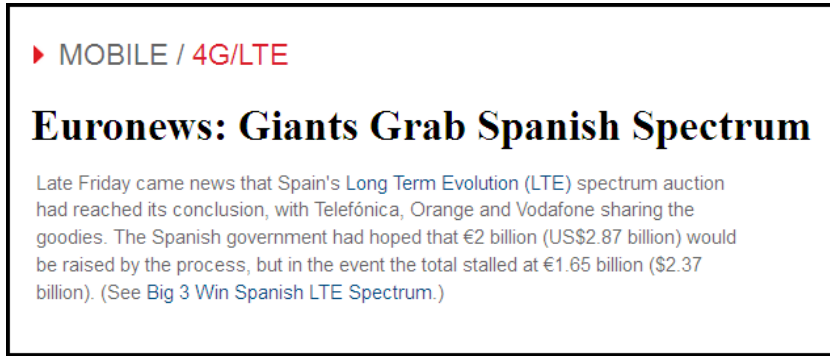 MOBILE / 4G/LTE
Euronews: Giants Grab Spanish Spectrum
Late Friday came news that Spain's Long Term Evolution (LTE) spectrum auction
had reached its conclusion, with Telefónica, Orange and Vodafone sharing the
goodies. The Spanish government had hoped that €2 billion (US$2.87 billion) would
be raised by the process, but in the event the total stalled at €1.65 billion ($2.37
billion). (See Big 3 Win Spanish LTE Spectrum.)